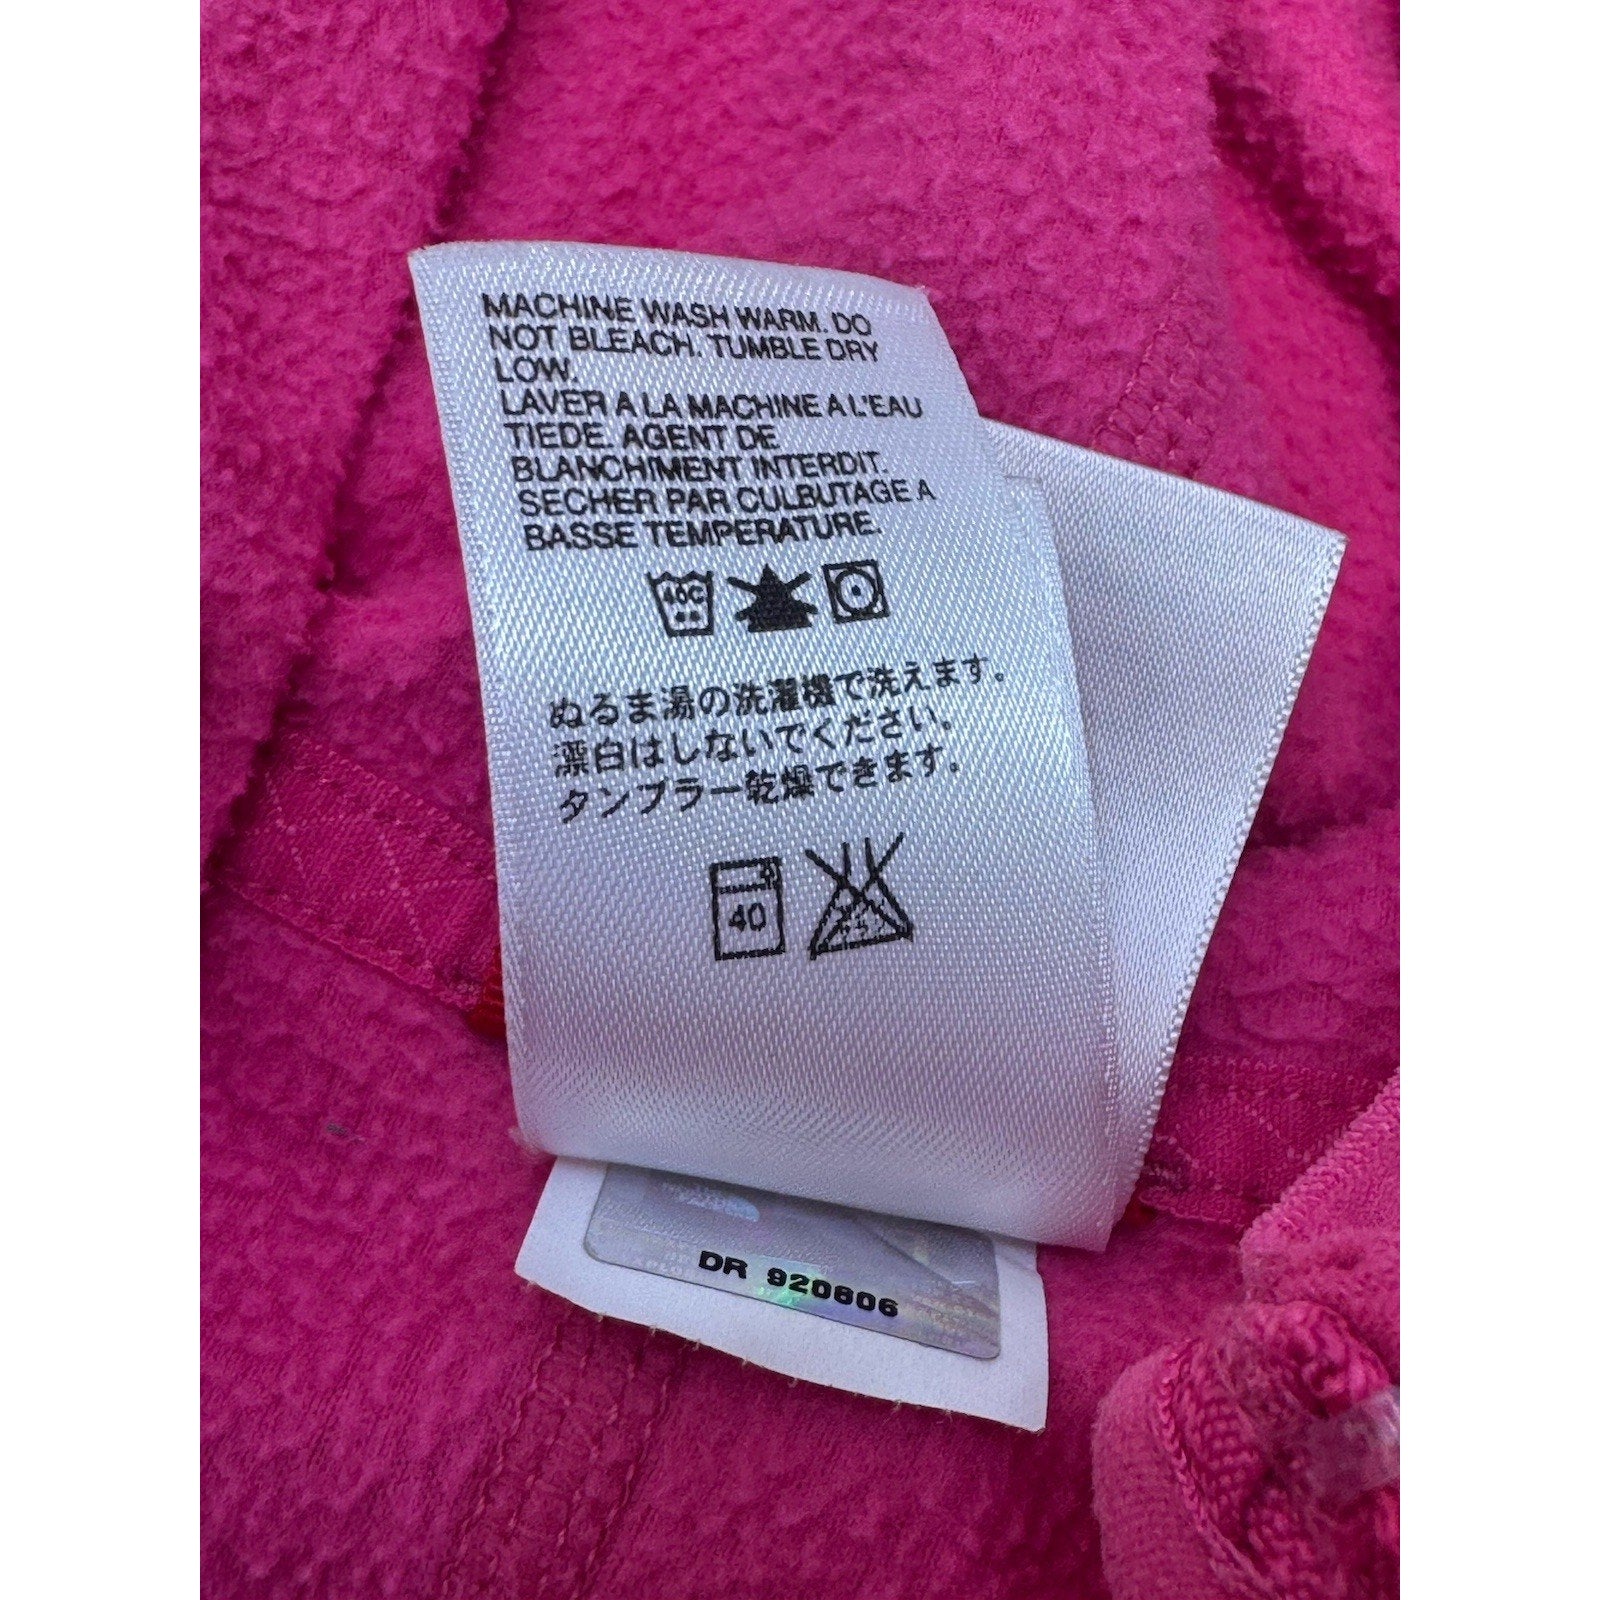 MACHINE WASH WARM. DO
NOT BLEACH. TUMBLE DRY
LOW.
LAVER A LA MACHINE A L'EAU
TIEDE. AGENT DE
BLANCHIMENT INTERDIT.
SECHER PAR CULBUTAGE A
BASSE TEMPERATURE.
40C
ぬるま湯の洗濯機で洗えます。
漂白はしないでください。
タンブラー乾燥できます。
40
DR 920806